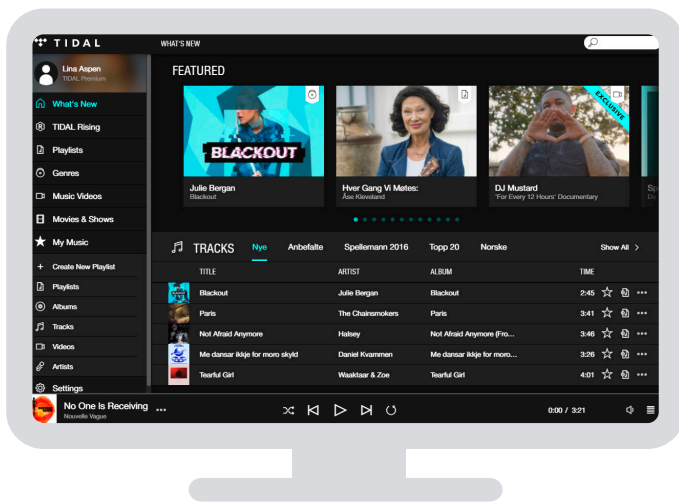 TIDAL
WHAT'S NEW
Lina Aspen
TIDAL Premium
What's New
TIDAL Rising
Playlists
Genres
Music Videos
Movies & Shows
My Music
Create New Playlist
Playlists
Albums
Tracks
Videos
Artists
Settings
FEATURED
BLACKOUT
EXCLUSIVE
Julie Bergan
Blackout
Hver Gang Vi Møtes:
Åse Kleveland
DJ Mustard
'For Every 12 Hours' Documentary
Sp
De
TRACKS Nye Anbefalte Spellemann 2016 Topp 20 Norske Show All >
TITLE ARTIST ALBUM TIME
Blackout Julie Bergan Blackout 2:45
Paris The Chainsmokers Paris 3:41
Not Afraid Anymore Halsey Not Afraid Anymore (Fro... 3:46
Me dansar ikkje for moro skyld Daniel Kvammen Me dansar ikkje for moro... 3:26
Tearful Girl Waaktaar & Zoe Tearful Girl 4:01
No One Is Receiving
Nouvelle Vague
0:00 / 3:21